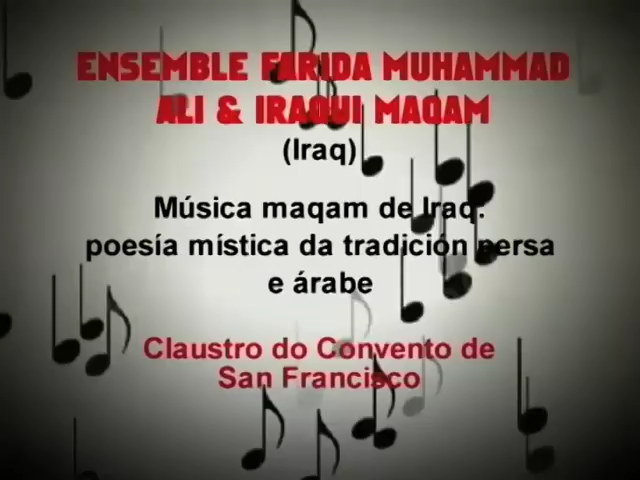 ENSEMBLE FARIDA MUHAMMAD
ALI & IRAQUI MAQAM
(Iraq)
Música maqam de Iraq:
poesía mística da tradición persa
e árabe
Claustro do Convento de
San Francisco